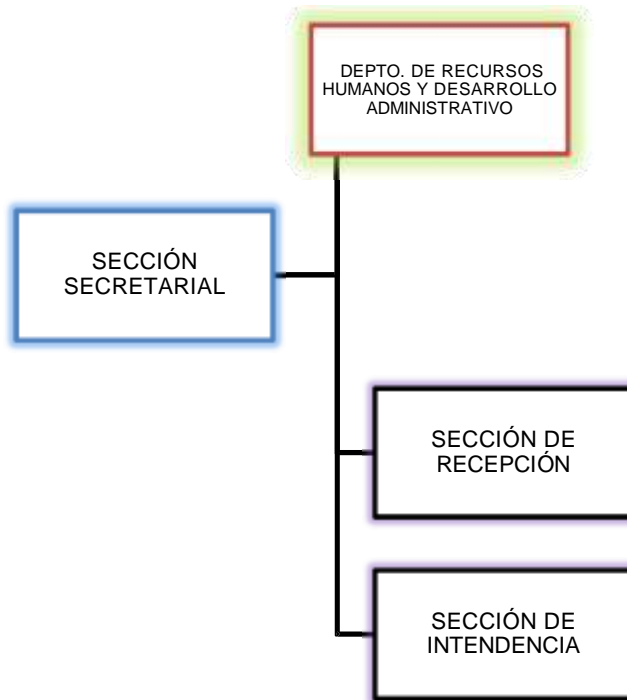 DEPTO. DE RECURSOS
HUMANOS Y DESARROLLO
ADMINISTRATIVO
SECCIÓN
SECRETARIAL
SECCIÓN DE
RECEPCIÓN
SECCIÓN DE
INTENDENCIA